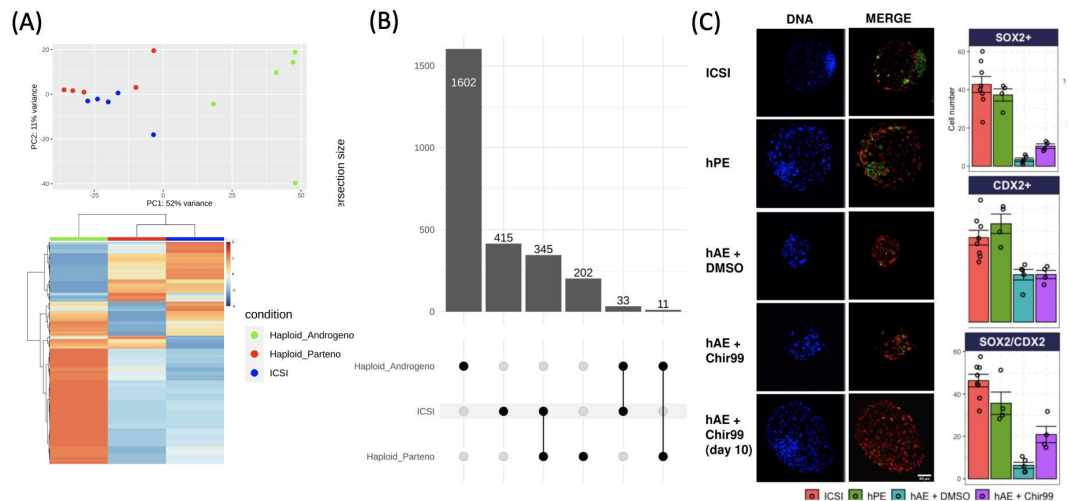 (A)
20
0
-20
-40
PC2: 11% variance
-25
0
25
50
PC1: 52% variance
condition
Haploid_Androgeno
Haploid_Parteno
ICSI
(B)
ersection size
1500
1000
500
0
1602
415
345
202
33
11
Haploid_Androgeno
ICSI
Haploid_Parteno
(C)
DNA
MERGE
ICSI
hPE
hAE +
DMSO
hAE +
Chir99
hAE +
Chir99
(day 10)
SOX2+
60
40
20
0
Cell number
CDX2+
SOX2/CDX2
60
40
20
0
ICSI
hPE
hAE + DMSO
hAE + Chir99